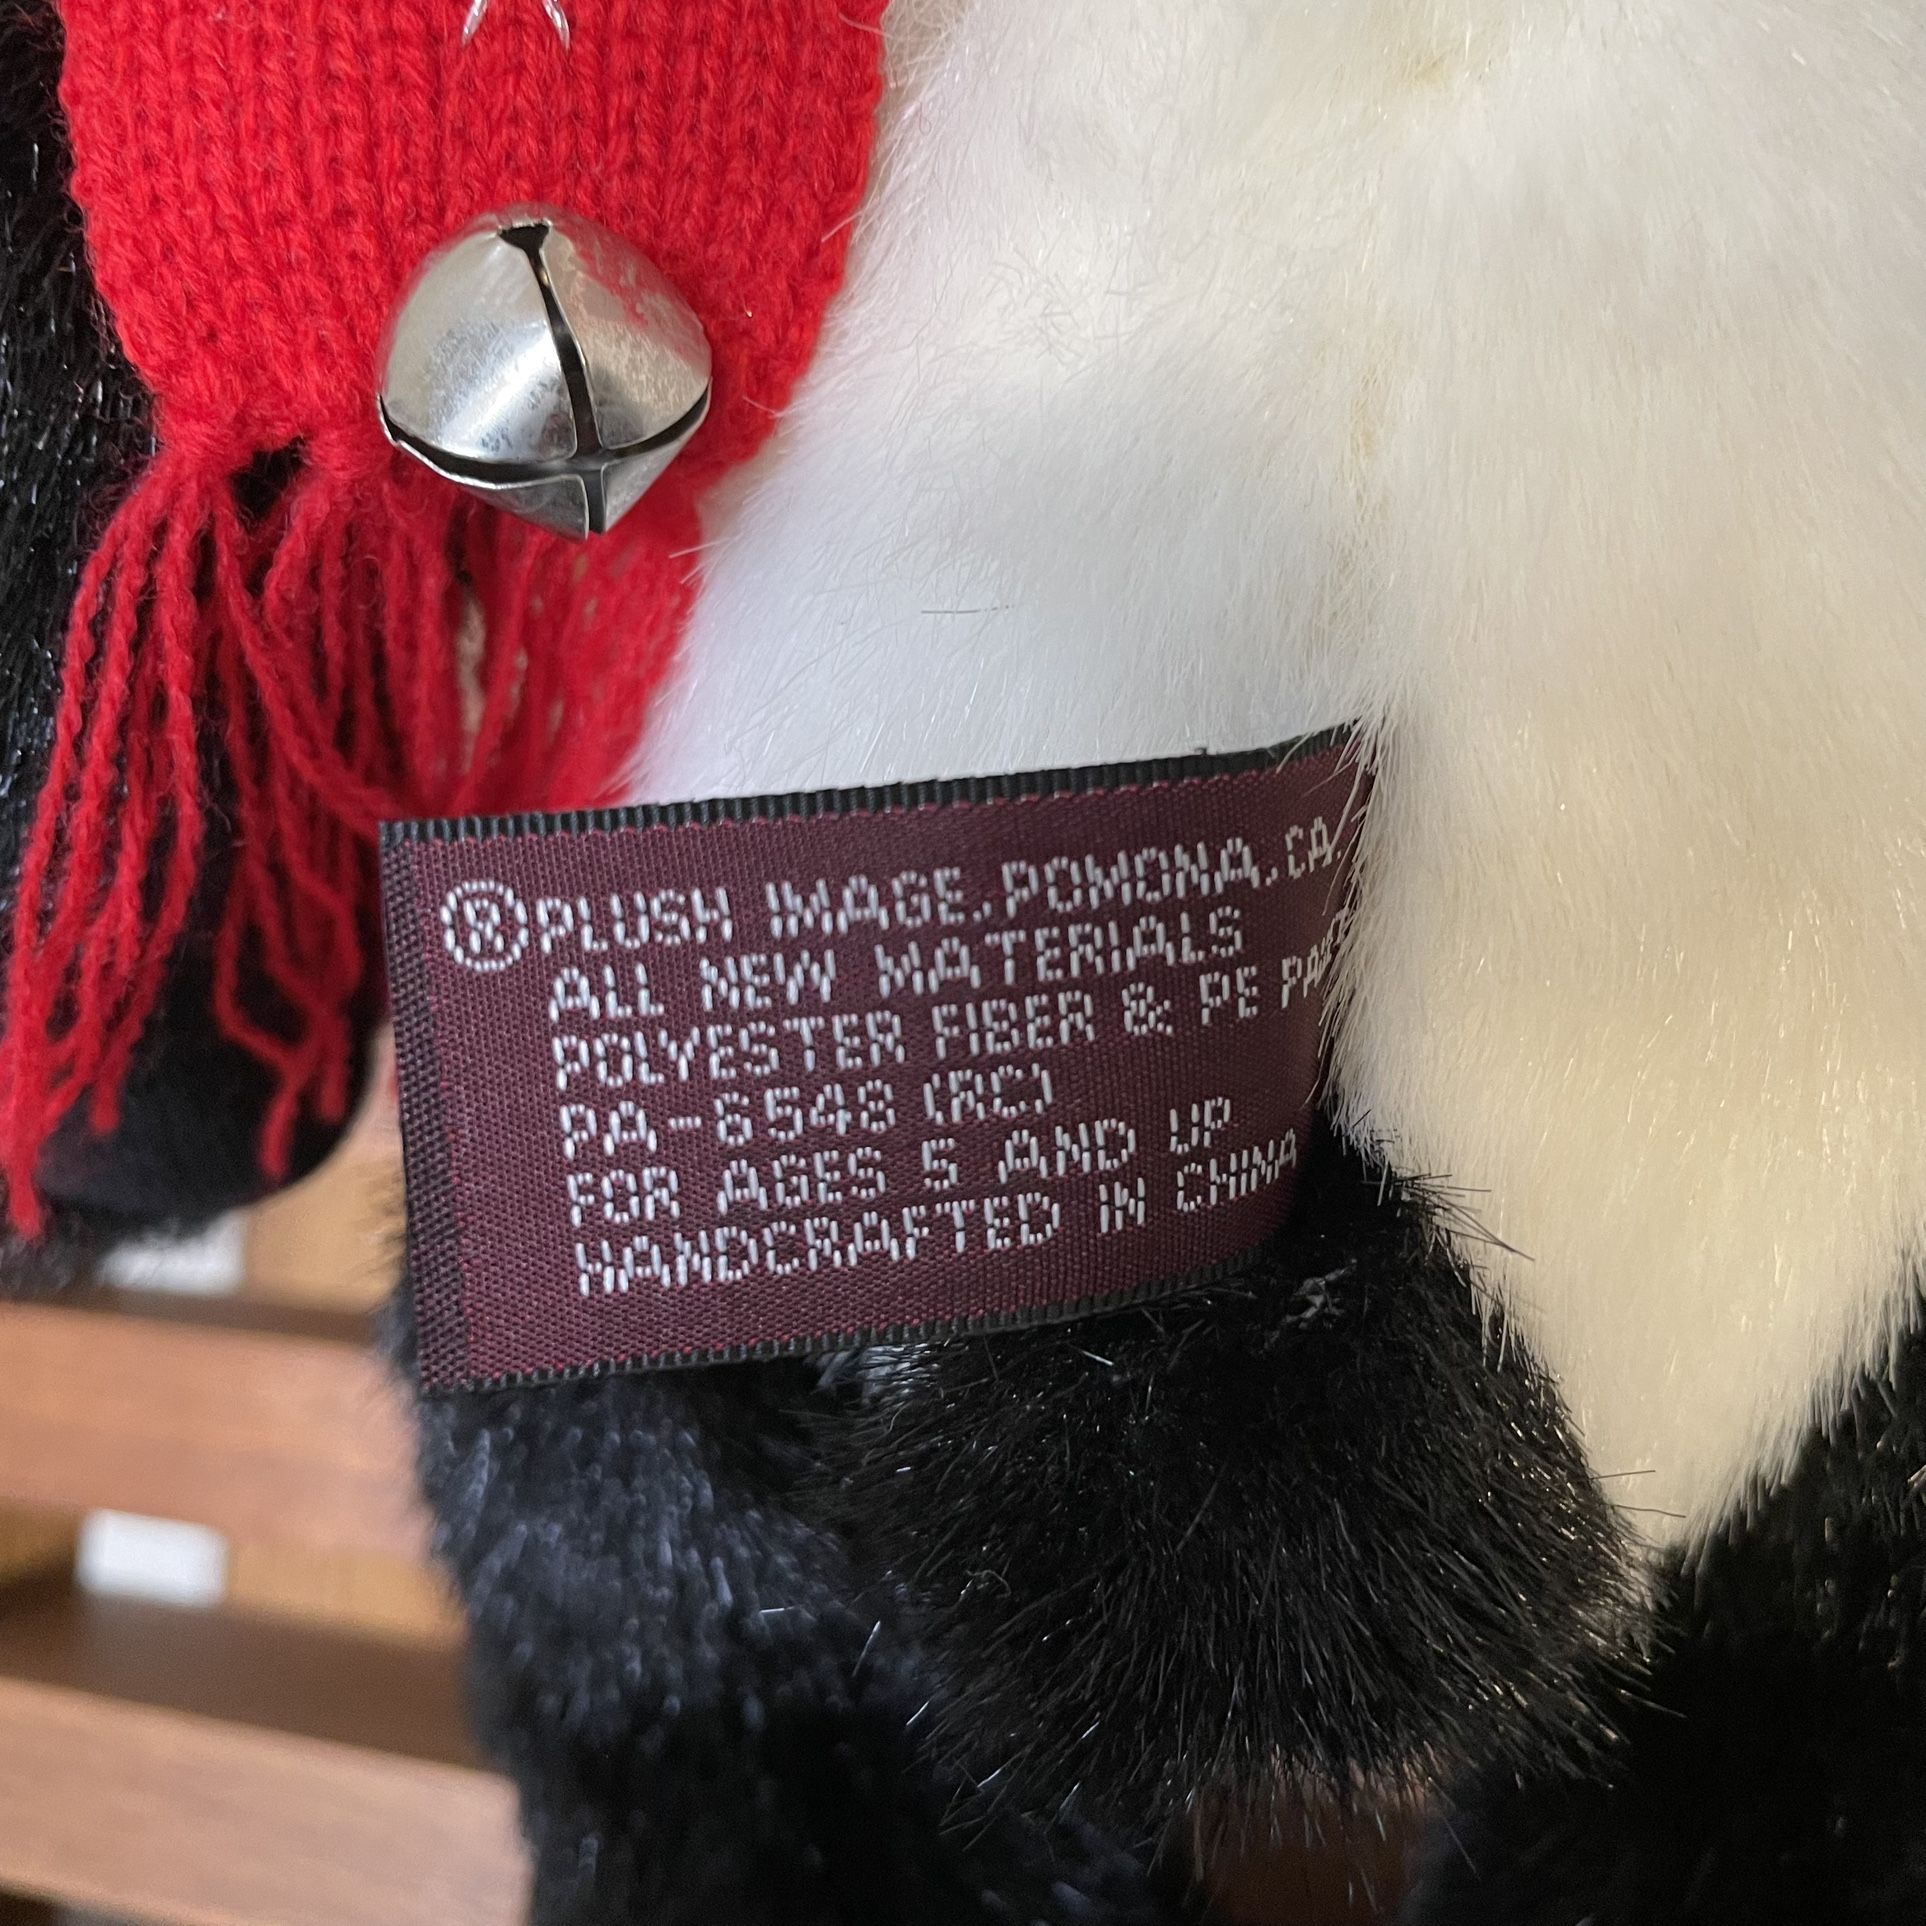 ® PLUSH IMAGE, POMONA, CA.
ALL NEW MATERIALS
POLYESTER FIBER & PE
PA-6548 (RC)
FOR AGES 5 AND UP
HANDCRAFTED IN CHINA